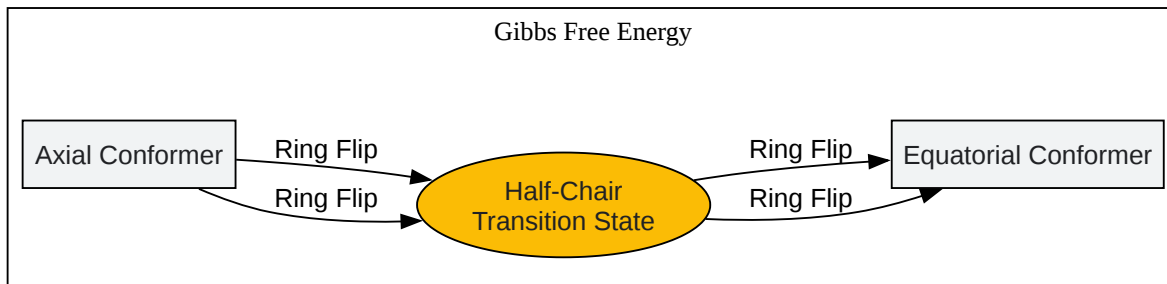 Gibbs Free Energy
Axial Conformer
Ring Flip
Ring Flip
Half-Chair
Transition State
Ring Flip
Ring Flip
Equatorial Conformer